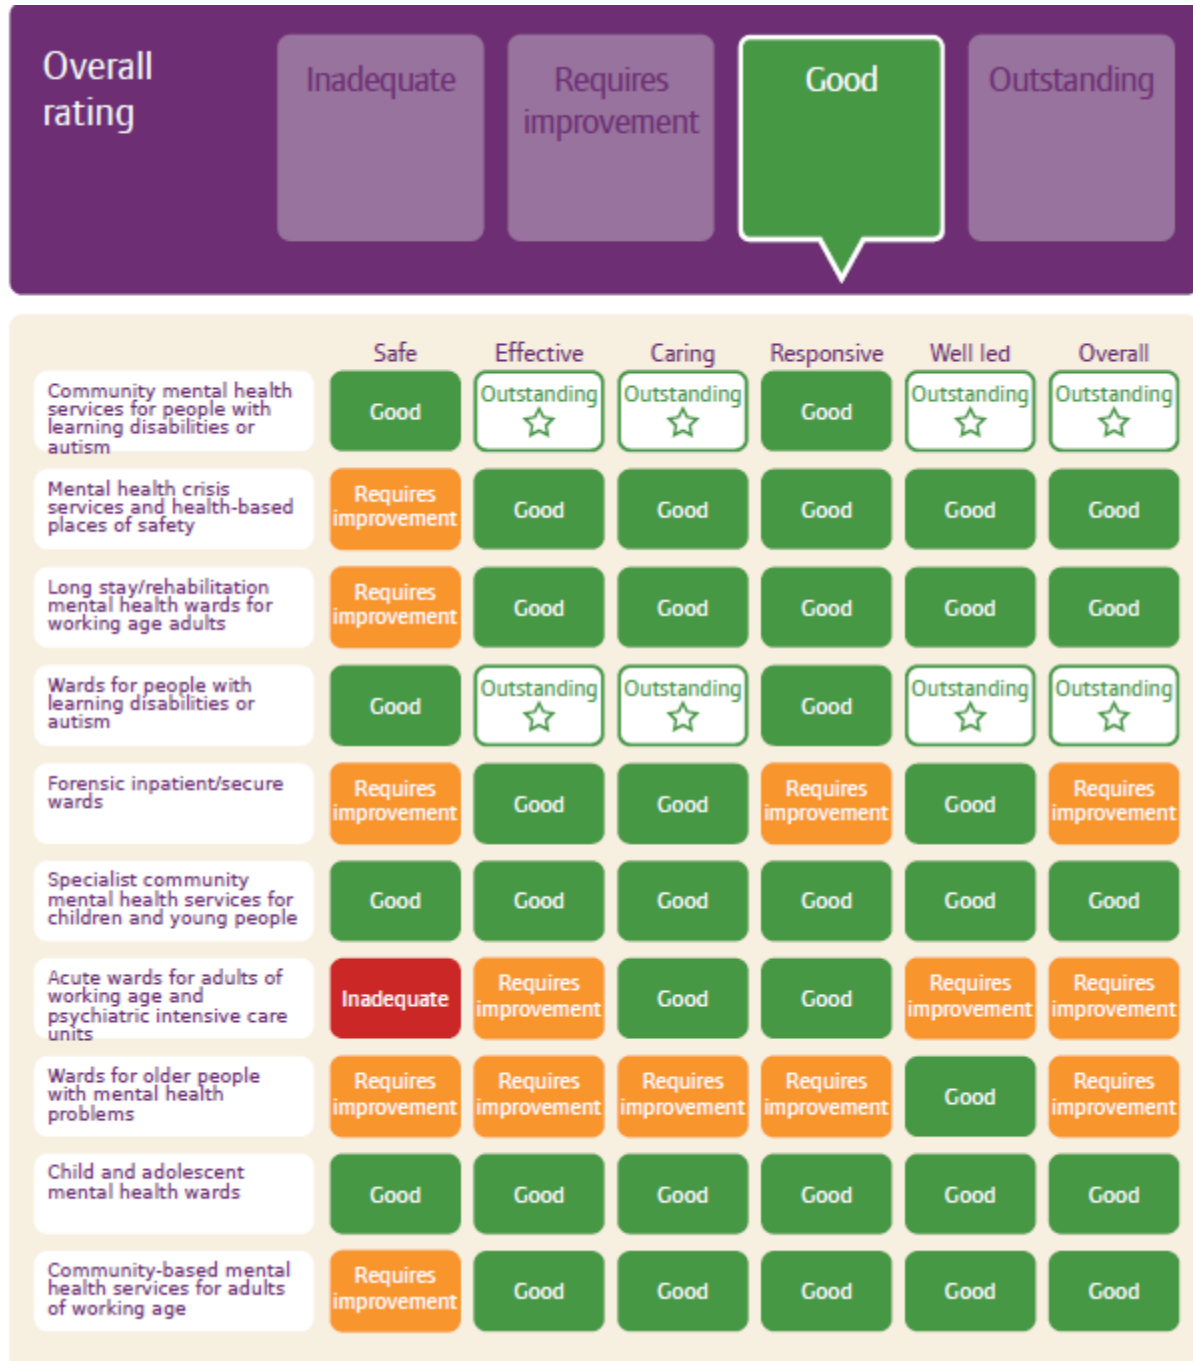 Overall
rating
Inadequate
Requires
improvement
Good
Outstanding
Safe Effective Caring Responsive Well led Overall
Community mental health
services for people with
learning disabilities or
autism
Good
Outstanding
Outstanding
Good
Outstanding
Outstanding
Mental health crisis
services and health-based
places of safety
Requires
improvement
Good
Good
Good
Good
Good
Long stay/rehabilitation
mental health wards for
working age adults
Requires
improvement
Good
Good
Good
Good
Good
Wards for people with
learning disabilities or
autism
Good
Outstanding
Outstanding
Good
Outstanding
Outstanding
Forensic inpatient/secure
wards
Requires
improvement
Good
Good
Requires
improvement
Good
Requires
improvement
Specialist community
mental health services for
children and young people
Good
Good
Good
Good
Good
Good
Acute wards for adults of
working age and
psychiatric intensive care
units
Inadequate
Requires
improvement
Good
Good
Requires
improvement
Requires
improvement
Wards for older people
with mental health
problems
Requires
improvement
Requires
improvement
Requires
improvement
Requires
improvement
Good
Requires
improvement
Child and adolescent
mental health wards
Good
Good
Good
Good
Good
Good
Community-based mental
health services for adults
of working age
Requires
improvement
Good
Good
Good
Good
Good